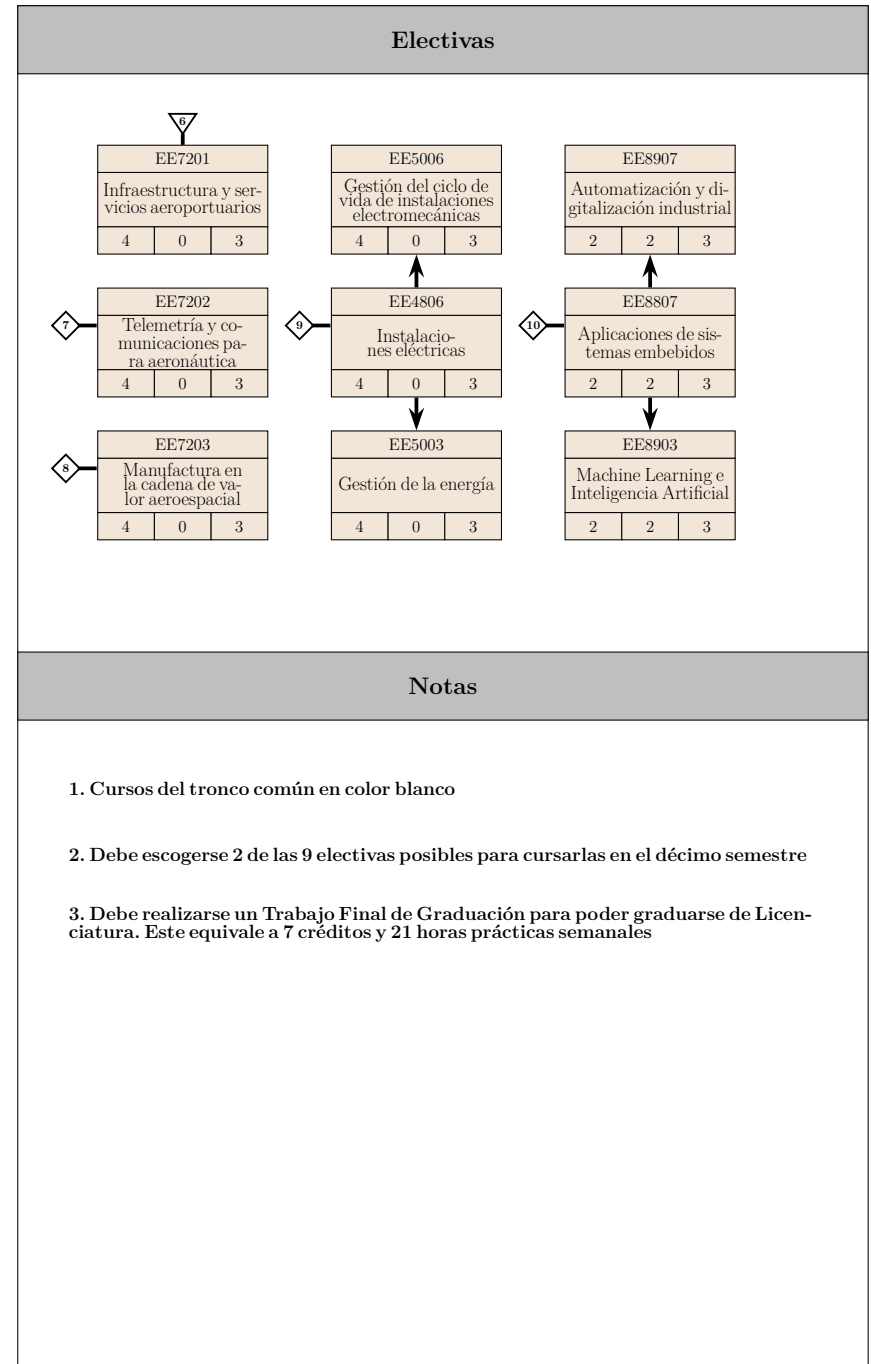 Electivas
6
EE7201
Infraestructura y ser-
vicios aeroportuarios
4 0 3
EE5006
Gestión del ciclo de
vida de instalaciones
electromecánicas
4 0 3
EE8907
Automatización y di-
gitalización industrial
2 2 3
7
EE7202
Telemetría y co-
municaciones pa-
ra aeronáutica
4 0 3
9
EE4806
Instalacio-
nes eléctricas
4 0 3
10
EE8807
Aplicaciones de sis-
temas embebidos
2 2 3
8
EE7203
Manufactura en
la cadena de va-
lor aeroespacial
4 0 3
EE5003
Gestión de la energía
4 0 3
EE8903
Machine Learning e
Inteligencia Artificial
2 2 3
Notas
1. Cursos del tronco común en color blanco
2. Debe escogerse 2 de las 9 electivas posibles para cursarlas en el décimo semestre
3. Debe realizarse un Trabajo Final de Graduación para poder graduarse de Licen-
ciatura. Este equivale a 7 créditos y 21 horas prácticas semanales